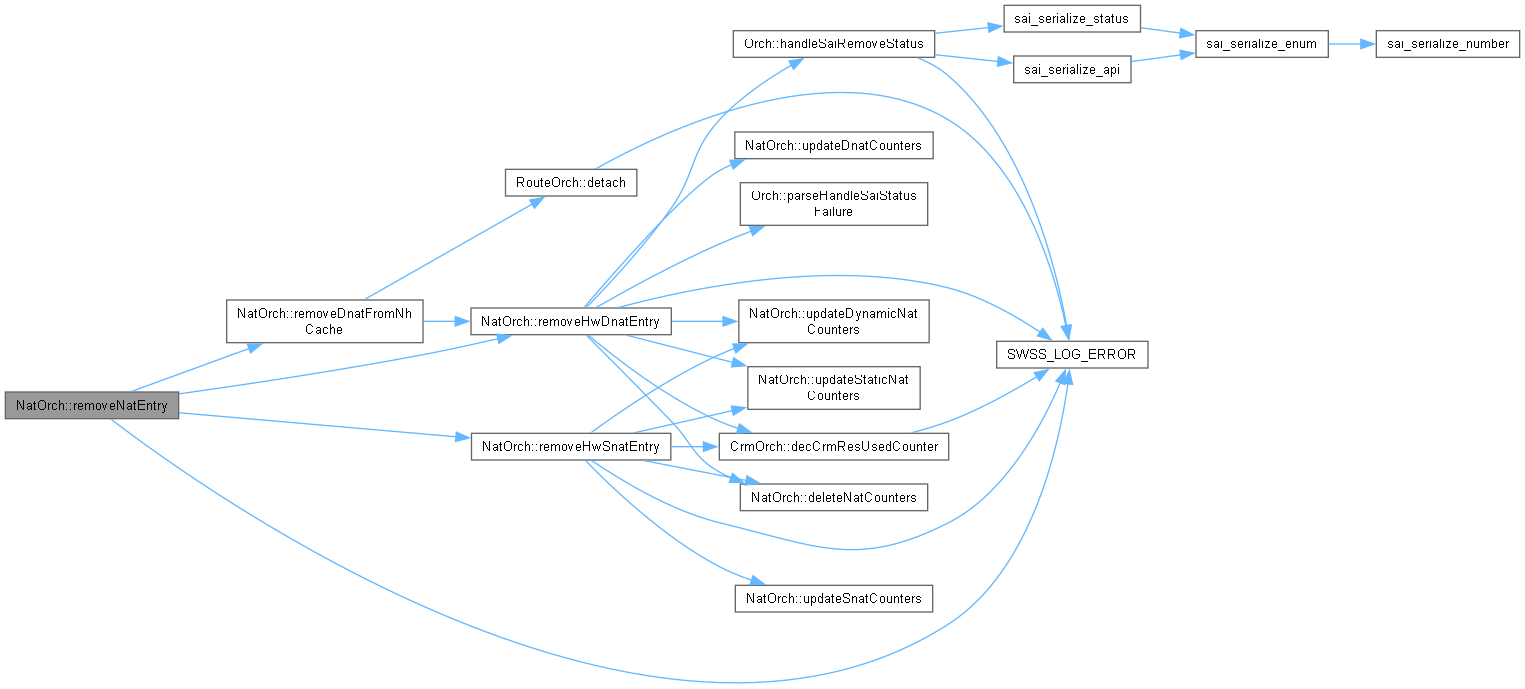 sai_serialize_status
Orch::handleSaiRemoveStatus
sai_serialize_enum
sai_serialize_number
sai_serialize_api
NatOrch::updateDnatCounters
RouteOrch::detach
Orch::parseHandleSaiStatus
Failure
NatOrch::removeDnatFromNh
Cache
NatOrch::removeHwDnatEntry
NatOrch::updateDynamicNat
Counters
SWSS_LOG_ERROR
NatOrch::updateStaticNat
Counters
NatOrch::removeNatEntry
NatOrch::removeHwSnatEntry
CrmOrch::decCrmResUsedCounter
NatOrch::deleteNatCounters
NatOrch::updateSnatCounters